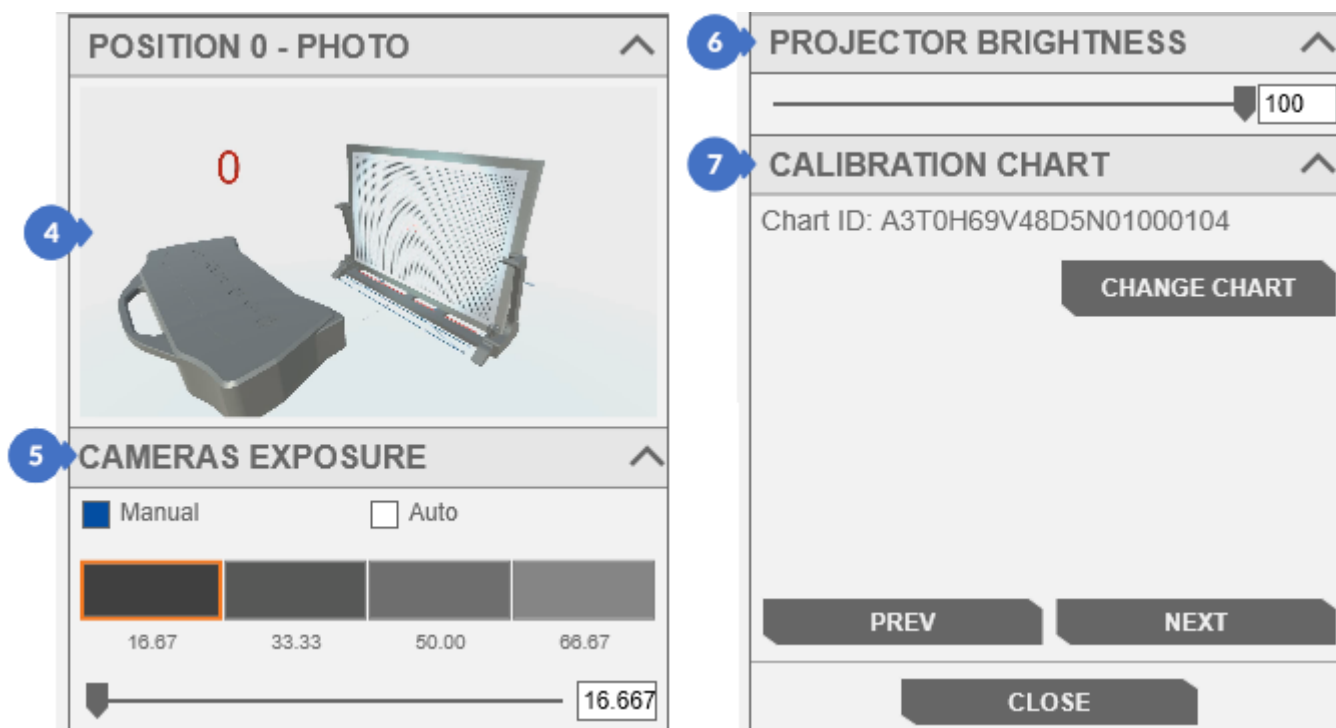 POSITION 0 - PHOTO
0
4
5
CAMERAS EXPOSURE
Manual
Auto
16.67
33.33
50.00
66.67
16.667
6
PROJECTOR BRIGHTNESS
100
7
CALIBRATION CHART
Chart ID: A3T0H69V48D5N01000104
CHANGE CHART
PREV
NEXT
CLOSE